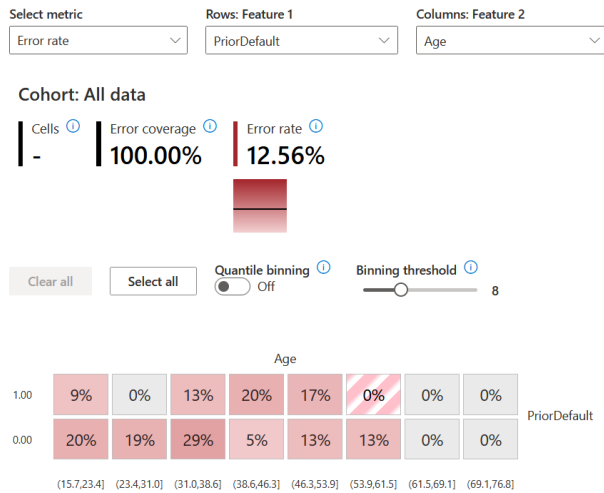 Select metric Rows: Feature 1 Columns: Feature 2
Error rate PriorDefault Age
Cohort: All data
Cells Error coverage Error rate
- 100.00% 12.56%
Clear all Select all Quantile binning Off Binning threshold 8
Age
1.00 9% 0% 13% 20% 17% 0% 0% 0%
PriorDefault
0.00 20% 19% 29% 5% 13% 13% 0% 0%
(15.7,23.4] (23.4,31.0] (31.0,38.6] (38.6,46.3] (46.3,53.9] (53.9,61.5] (61.5,69.1] (69.1,76.8]